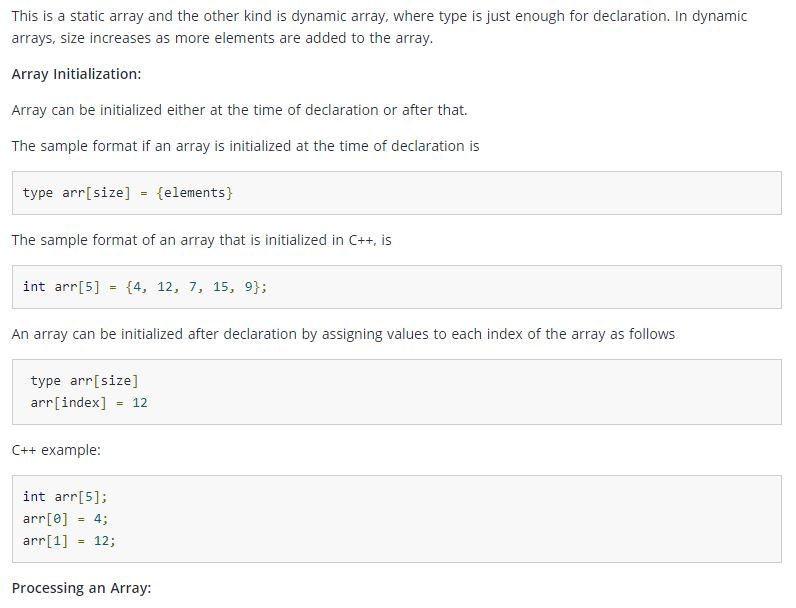 This is a static array and the other kind is dynamic array, where type is just enough for declaration. In dynamic
arrays, size increases as more elements are added to the array.
Array Initialization:
Array can be initialized either at the time of declaration or after that.
The sample format if an array is initialized at the time of declaration is
type arr[size] = {elements}
The sample format of an array that is initialized in C++, is
int arr[5] = {4, 12, 7, 15, 9};
An array can be initialized after declaration by assigning values to each index of the array as follows
type arr[size]
arr[index] = 12
C++ example:
int arr[5];
arr[0] = 4;
arr[1] = 12;
Processing an Array: